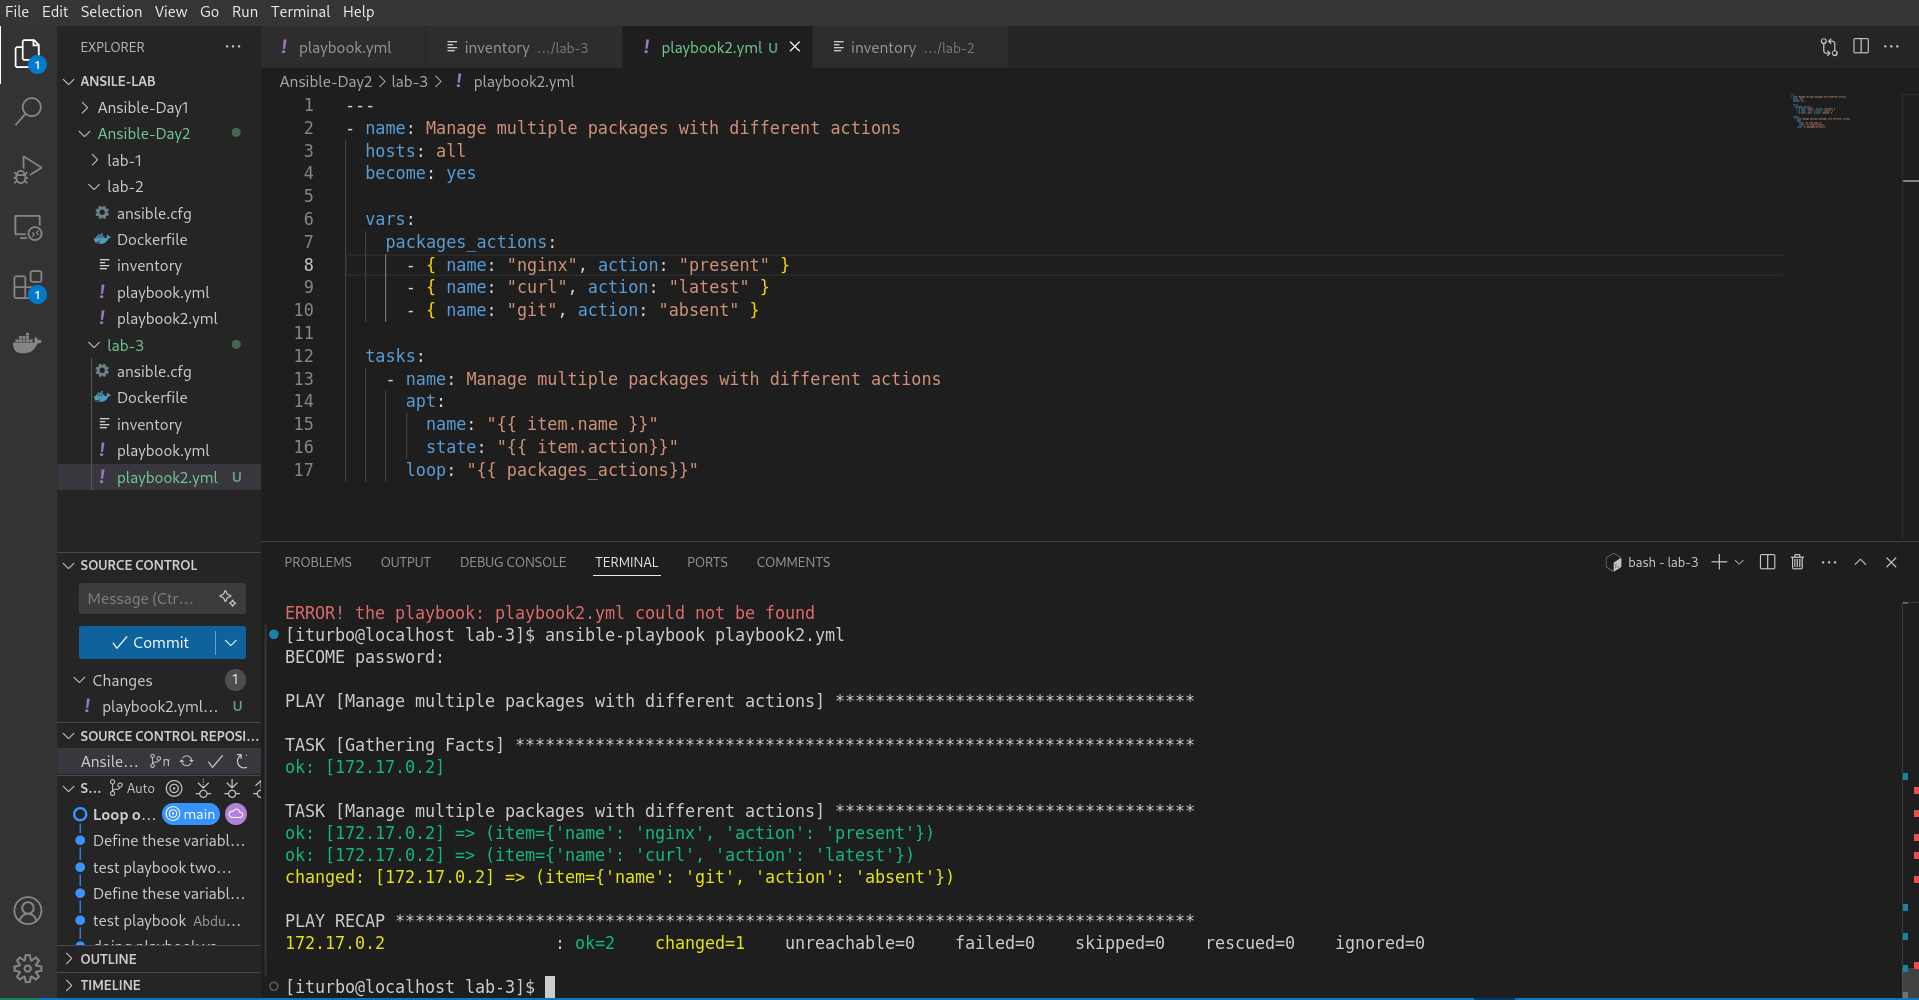 File Edit Selection View Go Run Terminal Help
EXPLORER
playbook.yml
inventory .../lab-3
playbook2.yml U
inventory .../lab-2
ANSILE-LAB
Ansible-Day1
Ansible-Day2
lab-1
lab-2
ansible.cfg
Dockerfile
inventory
playbook.yml
playbook2.yml
lab-3
ansible.cfg
Dockerfile
inventory
playbook.yml
playbook2.yml U
1
1
SOURCE CONTROL
Message (Ctr...
Commit
Changes 1
playbook2.yml... U
SOURCE CONTROL REPOSI...
Ansile...
S... Auto
Loop o... main
Define these variabl...
test playbook two...
Define these variabl...
test playbook Abdu...
OUTLINE
TIMELINE
Ansible-Day2 > lab-3 > ! playbook2.yml
1 ---
2 - name: Manage multiple packages with different actions
3   hosts: all
4   become: yes
5
6   vars:
7     packages_actions:
8       - { name: "nginx", action: "present" }
9       - { name: "curl", action: "latest" }
10       - { name: "git", action: "absent" }
11
12   tasks:
13     - name: Manage multiple packages with different actions
14       apt:
15         name: "{{ item.name }}"
16         state: "{{ item.action}}"
17       loop: "{{ packages_actions}}"
PROBLEMS OUTPUT DEBUG CONSOLE TERMINAL PORTS COMMENTS
bash - lab-3
ERROR! the playbook: playbook2.yml could not be found
[iturbo@localhost lab-3]$ ansible-playbook playbook2.yml
BECOME password:
PLAY [Manage multiple packages with different actions] ************************************
TASK [Gathering Facts] ********************************************************************
ok: [172.17.0.2]
TASK [Manage multiple packages with different actions] ************************************
ok: [172.17.0.2] => (item={'name': 'nginx', 'action': 'present'})
ok: [172.17.0.2] => (item={'name': 'curl', 'action': 'latest'})
changed: [172.17.0.2] => (item={'name': 'git', 'action': 'absent'})
PLAY RECAP ********************************************************************************
172.17.0.2                 : ok=2    changed=1    unreachable=0    failed=0    skipped=0    rescued=0    ignored=0
[iturbo@localhost lab-3]$